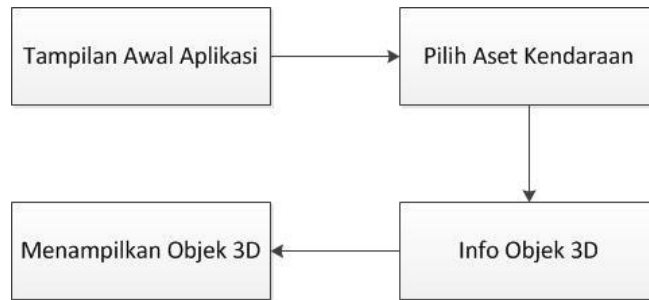 Tampilan Awal Aplikasi
Pilih Aset Kendaraan
Info Objek 3D
Menampilkan Objek 3D